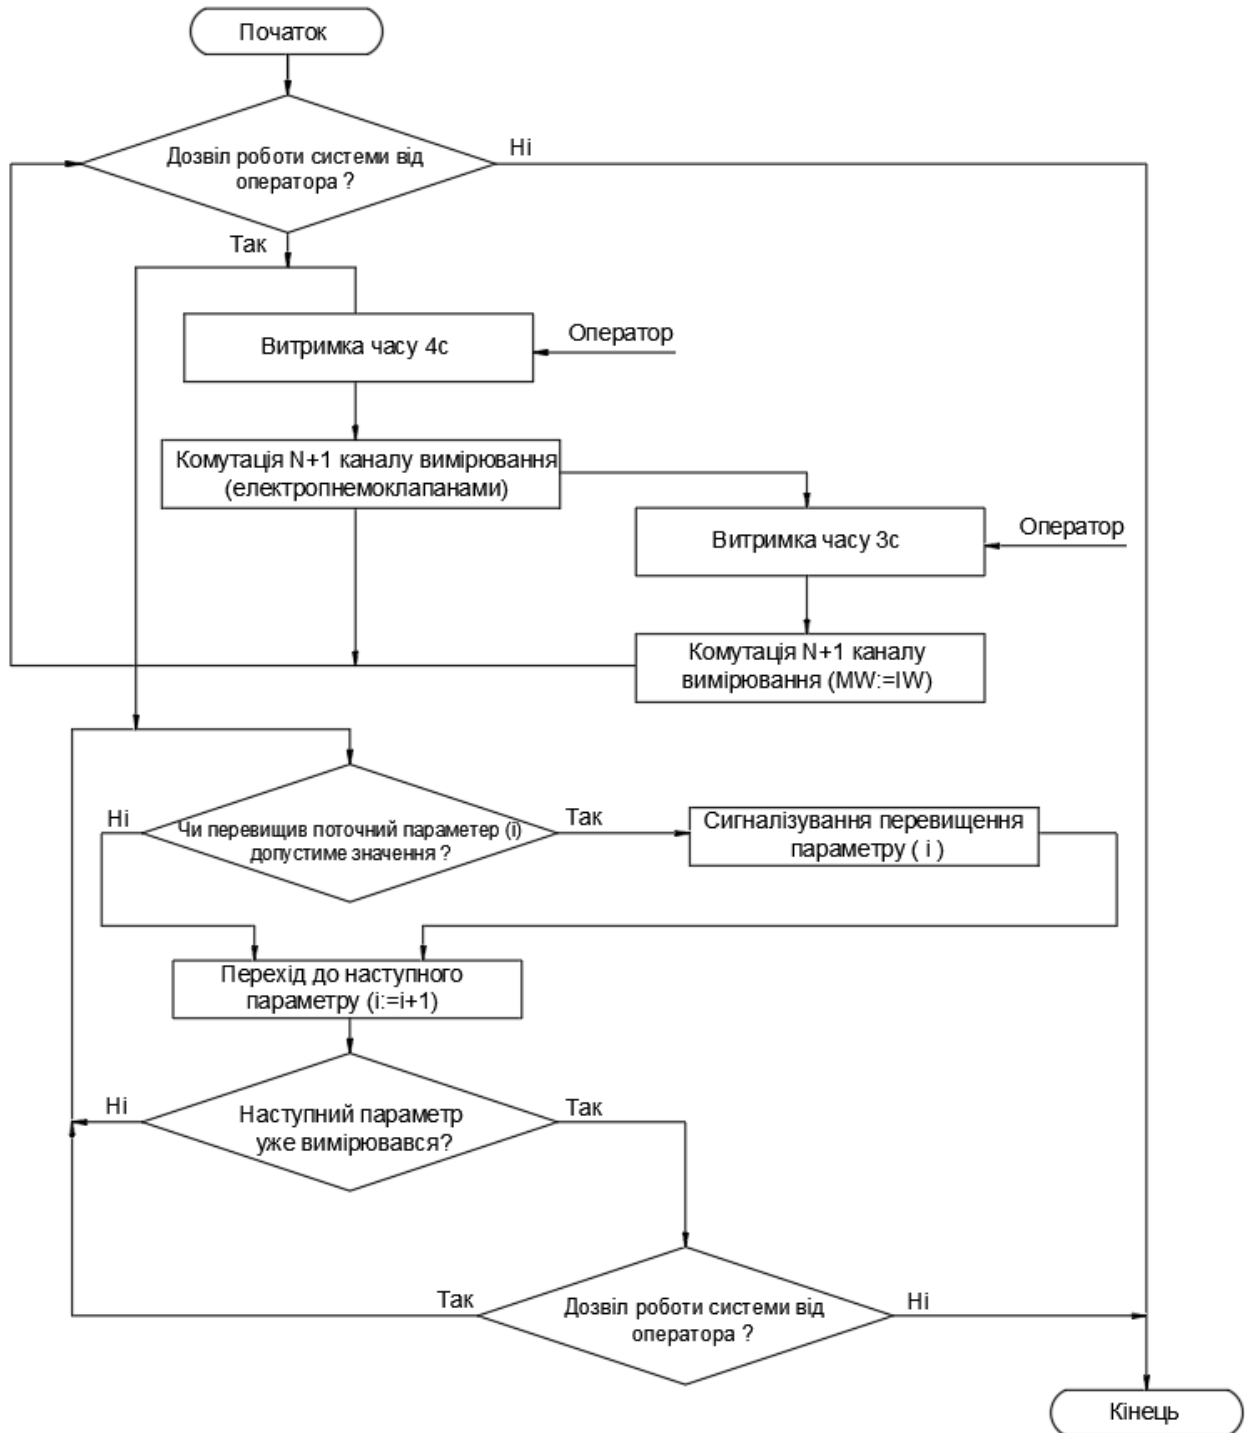 Початок
Дозвіл роботи системи від
оператора ?
Ні
Так
Витримка часу 4с
Оператор
Комутація N+1 каналу вимірювання
(електропнемоклапанами)
Витримка часу 3с
Оператор
Комутація N+1 каналу
вимірювання (MW:=IW)
Ні
Чи перевищив поточний параметер (і)
допустиме значення ?
Так
Сигналізування перевищення
параметру ( і )
Перехід до наступного
параметру (і:=і+1)
Ні
Наступний параметр
уже вимірювався?
Так
Так
Дозвіл роботи системи від
оператора ?
Ні
Кінець